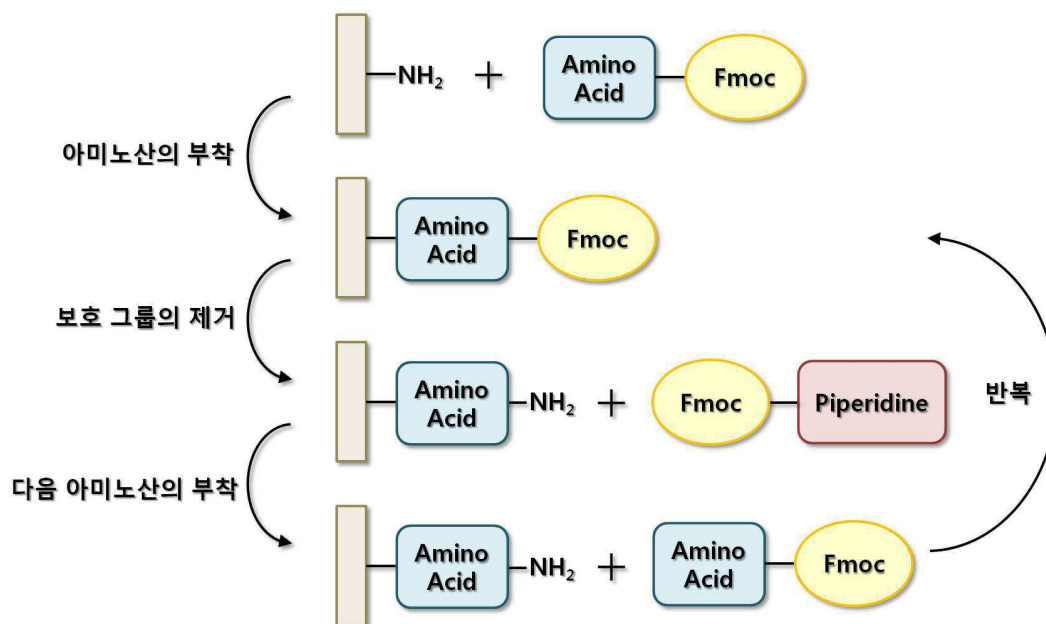 NH₂ + Amino Acid Fmoc
아미노산의 부착
Amino Acid Fmoc
보호 그룹의 제거
Amino Acid NH₂ + Fmoc Piperidine
반복
다음 아미노산의 부착
Amino Acid NH₂ + Amino Acid Fmoc